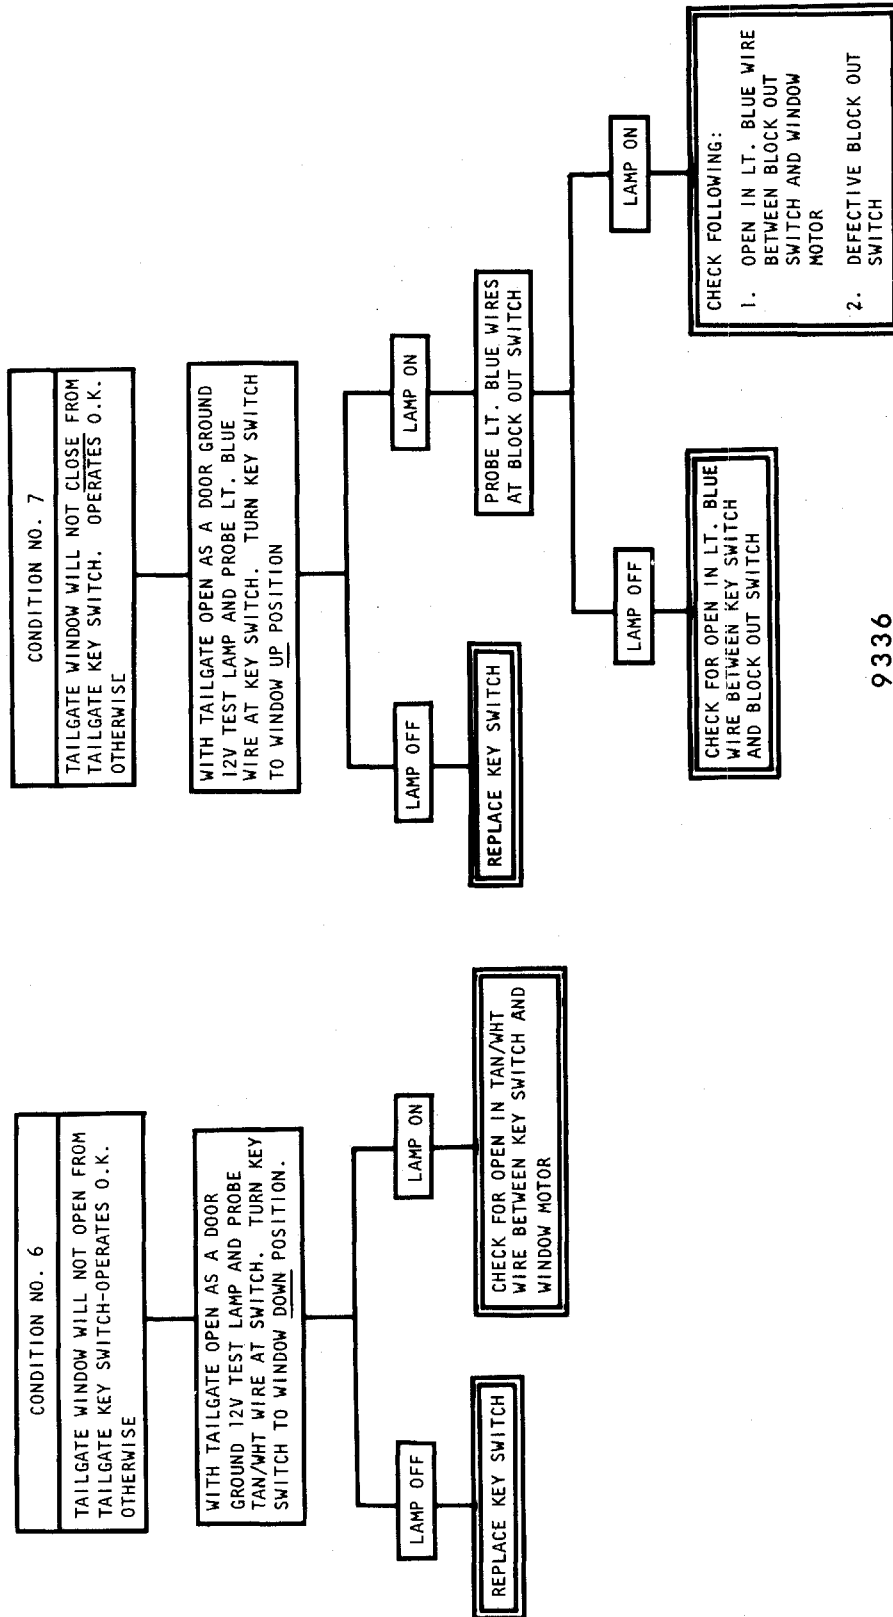 CONDITION NO. 6
TAILGATE WINDOW WILL NOT OPEN FROM
TAILGATE KEY SWITCH-OPERATES O.K.
OTHERWISE
WITH TAILGATE OPEN AS A DOOR
GROUND 12V TEST LAMP AND PROBE
TAN/WHT WIRE AT SWITCH. TURN KEY
SWITCH TO WINDOW DOWN POSITION.
LAMP OFF
LAMP ON
REPLACE KEY SWITCH
CHECK FOR OPEN IN TAN/WHT
WIRE BETWEEN KEY SWITCH AND
WINDOW MOTOR
CONDITION NO. 7
TAILGATE WINDOW WILL NOT CLOSE FROM
TAILGATE KEY SWITCH. OPERATES O.K.
OTHERWISE
WITH TAILGATE OPEN AS A DOOR GROUND
12V TEST LAMP AND PROBE LT. BLUE
WIRE AT KEY SWITCH. TURN KEY SWITCH
TO WINDOW UP POSITION
LAMP OFF
LAMP ON
REPLACE KEY SWITCH
PROBE LT. BLUE WIRES
AT BLOCK OUT SWITCH
LAMP OFF
LAMP ON
CHECK FOR OPEN IN LT. BLUE
WIRE BETWEEN KEY SWITCH
AND BLOCK OUT SWITCH
CHECK FOLLOWING:
1. OPEN IN LT. BLUE WIRE
BETWEEN BLOCK OUT
SWITCH AND WINDOW
MOTOR
2. DEFECTIVE BLOCK OUT
SWITCH
9336